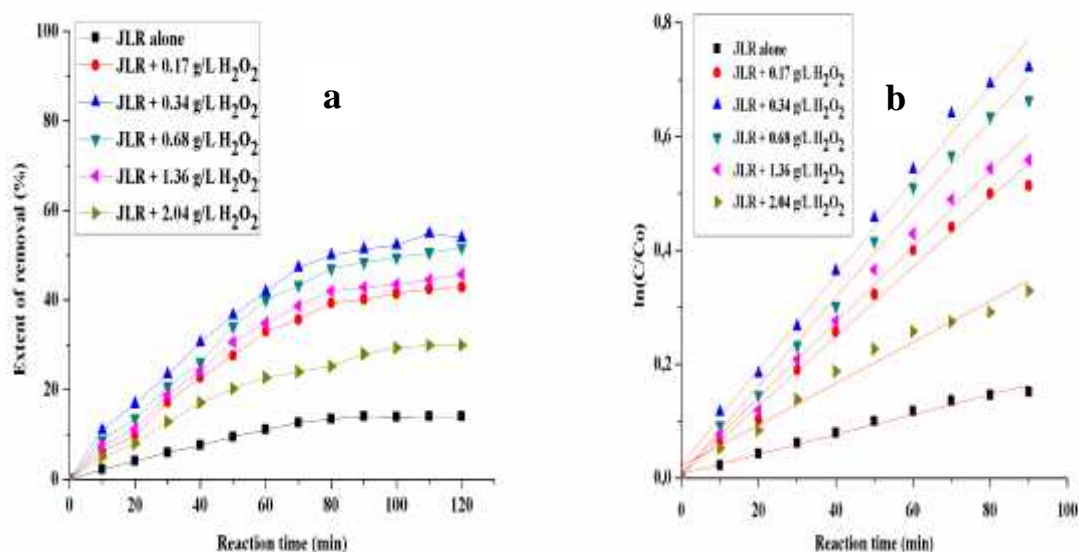 100
80
60
40
20
0
Extent of removal (%)
JLR alone
JLR + 0.17 g/L H2O2
JLR + 0.34 g/L H2O2
JLR + 0.68 g/L H2O2
JLR + 1.36 g/L H2O2
JLR + 2.04 g/L H2O2
a
0 20 40 60 80 100 120
Reaction time (min)
0,8
0,6
0,4
0,2
0,0
ln(C/Co)
JLR alone
JLR + 0.17 g/L H2O2
JLR + 0.34 g/L H2O2
JLR + 0.68 g/L H2O2
JLR + 1.36 g/L H2O2
JLR + 2.04 g/L H2O2
b
0 20 40 60 80 100
Reaction time (min)